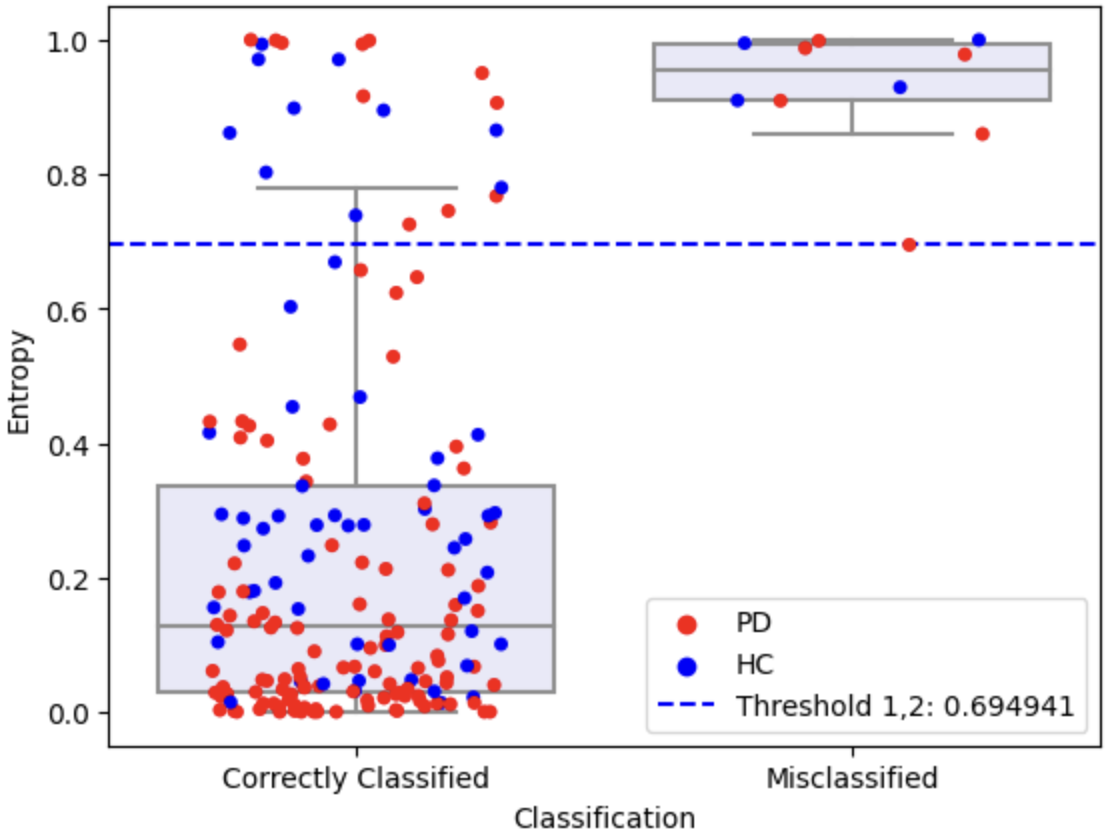 1.0
0.8
0.6
0.4
0.2
0.0
Entropy
PD
HC
Threshold 1,2: 0.694941
Correctly Classified
Misclassified
Classification